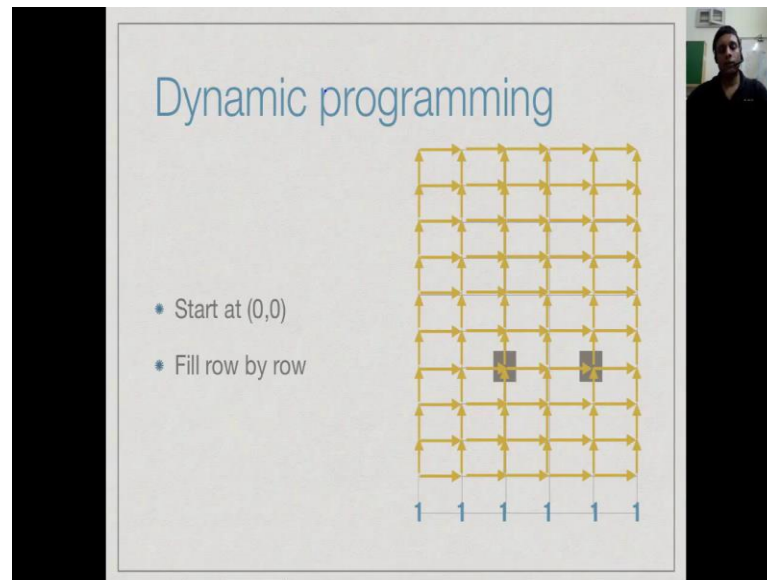 Dynamic programming
Start at (0,0)
Fill row by row
1 1 1 1 1 1